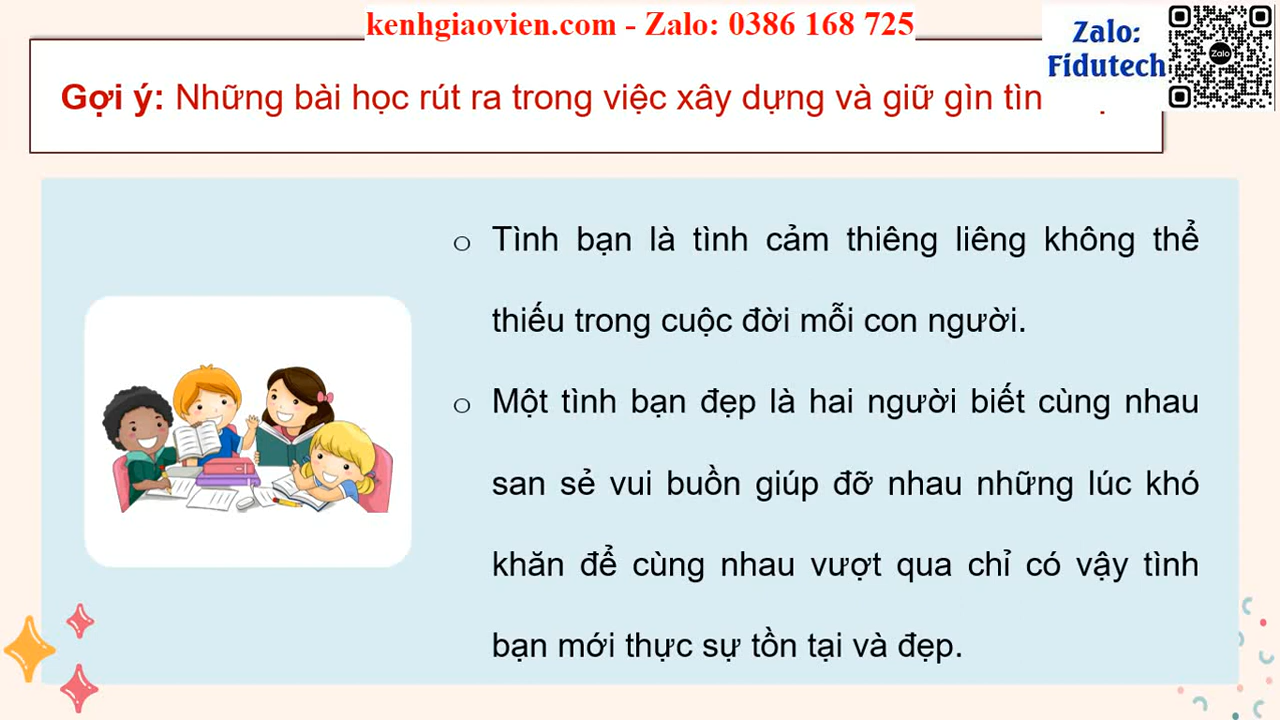 kenhgiaovien.com - Zalo: 0386 168 725
Zalo:
Fidutech
Zalo
Gợi ý: Những bài học rút ra trong việc xây dựng và giữ gìn
o Tình bạn là tình cảm thiêng liêng không thể
thiếu trong cuộc đời mỗi con người.
o Một tình bạn đẹp là hai người biết cùng nhau
san sẻ vui buồn giúp đỡ nhau những lúc khó
khăn để cùng nhau vượt qua chỉ có vậy tình
bạn mới thực sự tồn tại và đẹp.